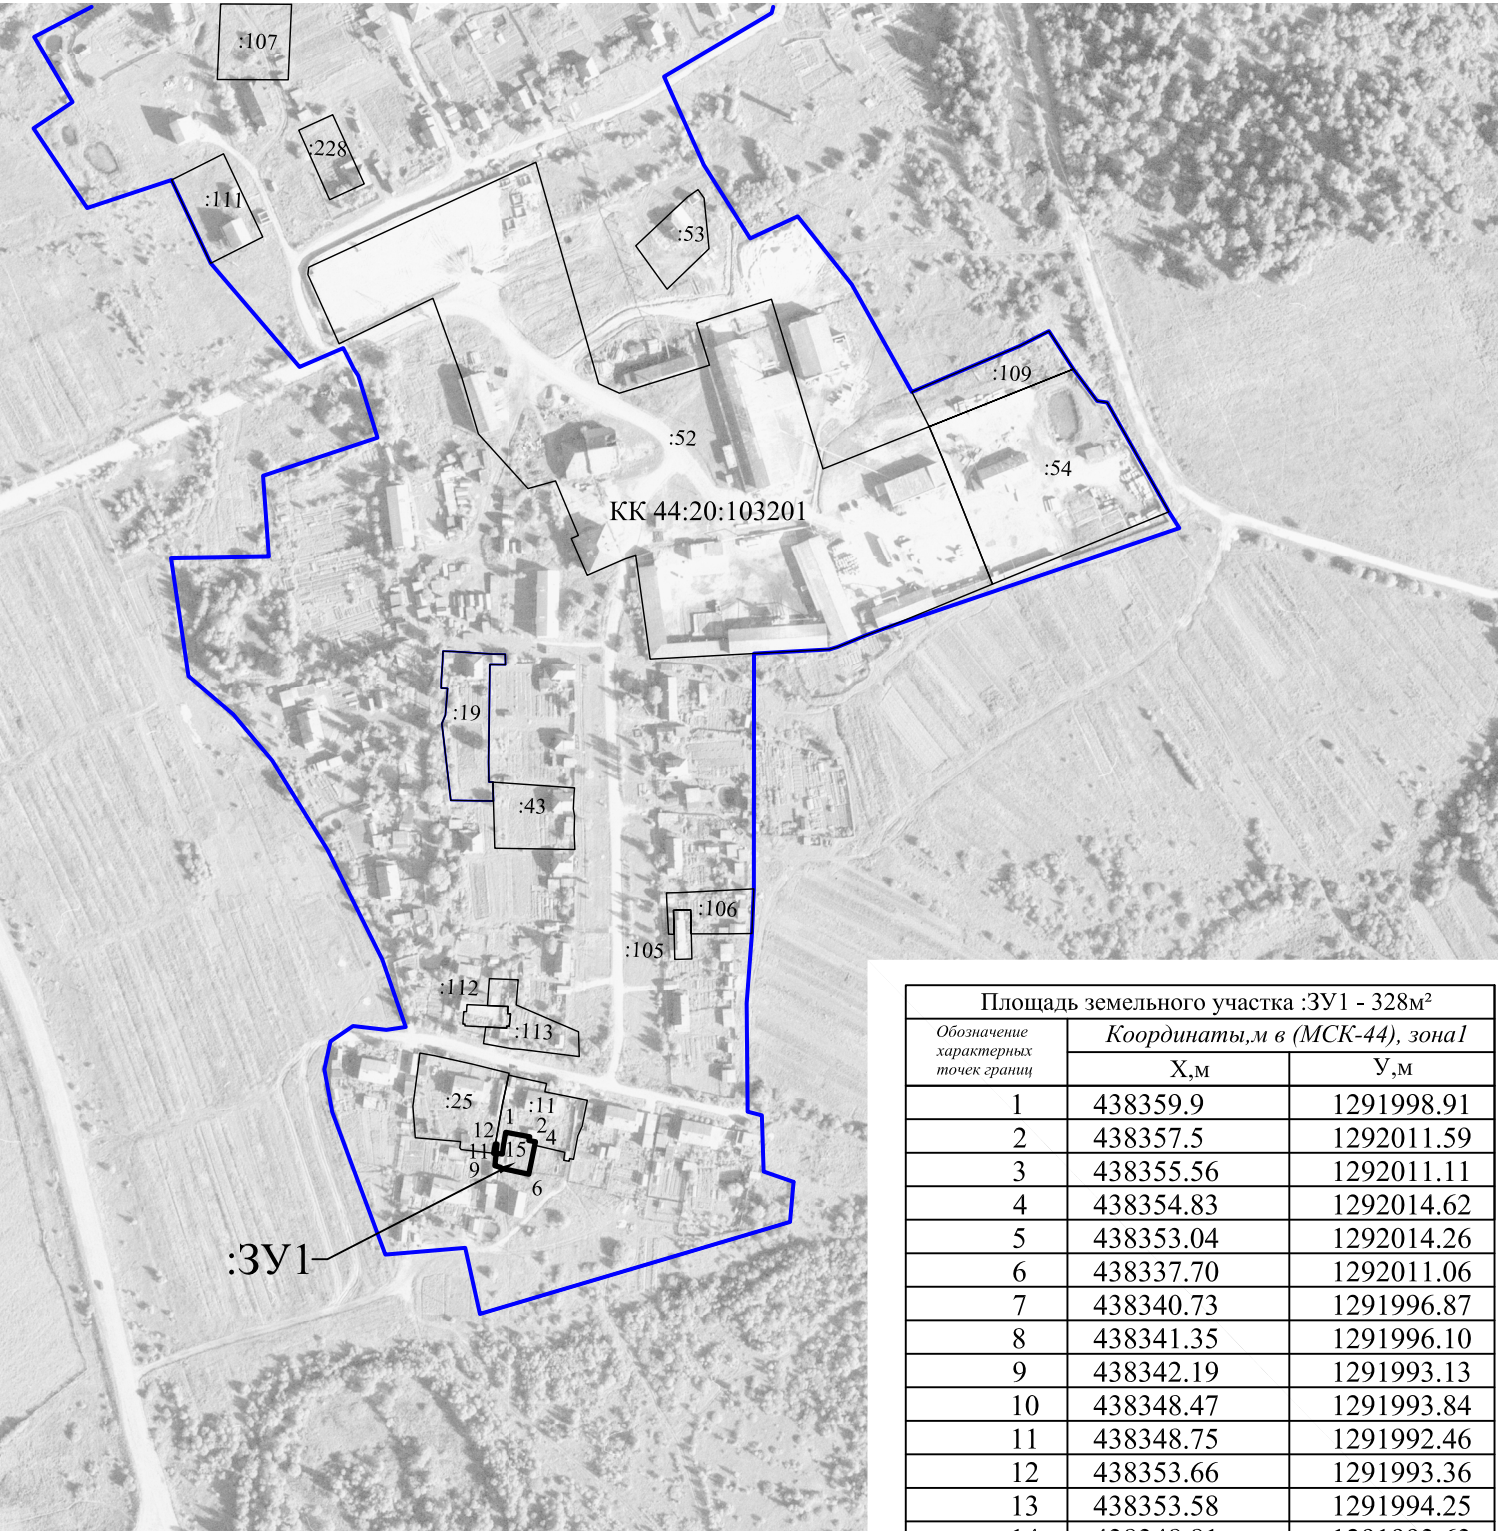 :107
:228
:111
:53
:109
:52
:54
КК 44:20:103201
:19
:43
:106
:105
:112
:113
:25
:11
1
12
2
4
11
15
9
6
:ЗУ1
Площадь земельного участка :ЗУ1 - 328м²
Обозначение характерных точек границ
Координаты,м в (МСК-44), зона1
Х,м У,м
1 438359.9 1291998.91
2 438357.5 1292011.59
3 438355.56 1292011.11
4 438354.83 1292014.62
5 438353.04 1292014.26
6 438337.70 1292011.06
7 438340.73 1291996.87
8 438341.35 1291996.10
9 438342.19 1291993.13
10 438348.47 1291993.84
11 438348.75 1291992.46
12 438353.66 1291993.36
13 438353.58 1291994.25